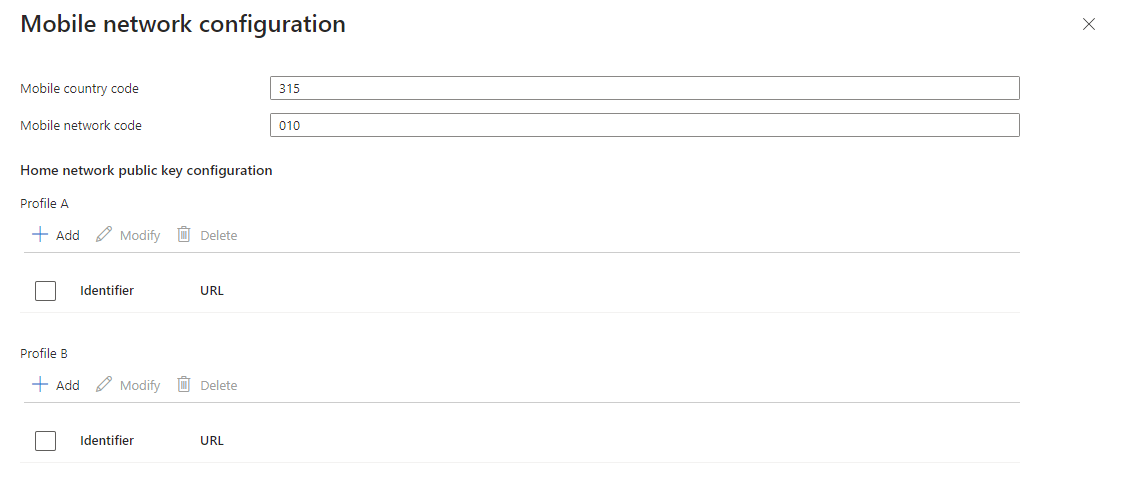 Mobile network configuration
Mobile country code 315
Mobile network code 010
Home network public key configuration
Profile A
Add Modify Delete
Identifier URL
Profile B
Add Modify Delete
Identifier URL